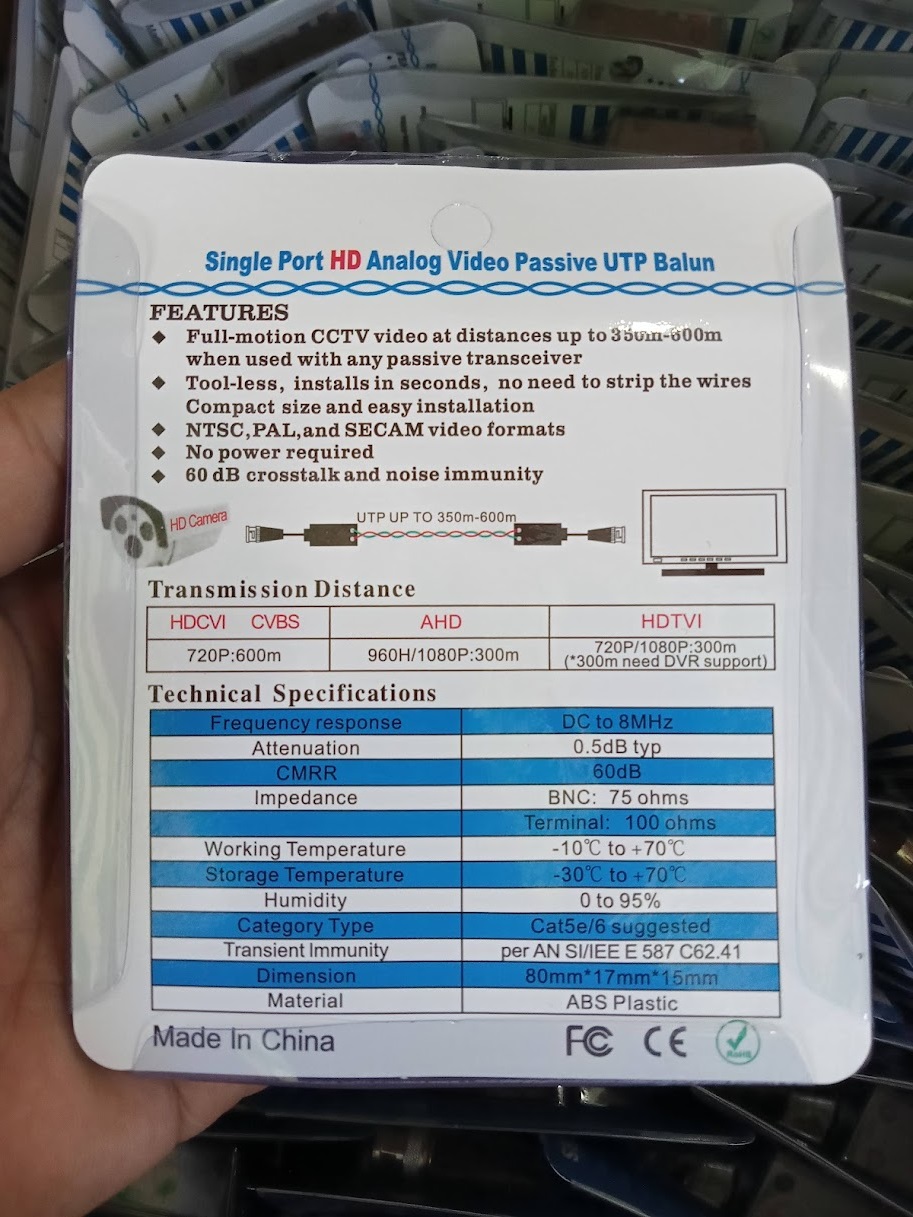 Single Port HD Analog Video Passive UTP Balun
FEATURES
◆ Full-motion CCTV video at distances up to 350m-600m
when used with any passive transceiver
◆ Tool-less, installs in seconds, no need to strip the wires
Compact size and easy installation
◆ NTSC,PAL,and SECAM video formats
◆ No power required
◆ 60 dB crosstalk and noise immunity
HD Camera
UTP UP TO 350m-600m
Transmission Distance
HDCVI CVBS AHD HDTVI
720P:600m 960H/1080P:300m 720P/1080P:300m
(*300m need DVR support)
Technical Specifications
Frequency response DC to 8MHz
Attenuation 0.5dB typ
CMRR 60dB
Impedance BNC: 75 ohms
Terminal: 100 ohms
Working Temperature -10℃ to +70℃
Storage Temperature -30℃ to +70℃
Humidity 0 to 95%
Category Type Cat5e/6 suggested
Transient Immunity per AN SI/IEE E 587 C62.41
Dimension 80mm*17mm*15mm
Material ABS Plastic
Made In China FC CE RoHS